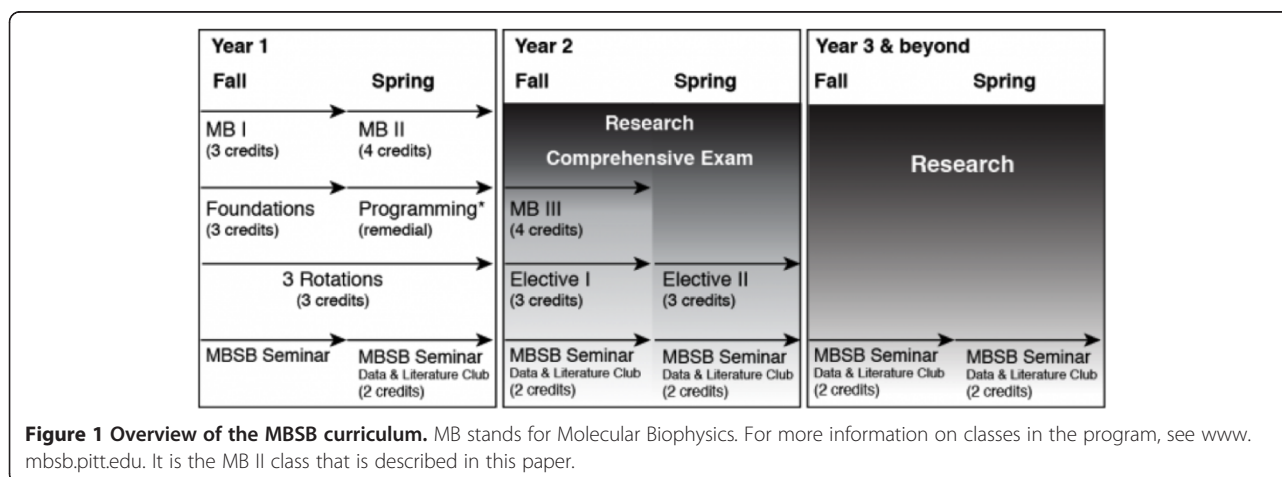 Year 1
Fall Spring
MB I MB II
(3 credits) (4 credits)
Foundations Programming*
(3 credits) (remedial)
3 Rotations
(3 credits)
MBSB Seminar MBSB Seminar
Data & Literature Club
(2 credits)
Year 2
Fall Spring
Research
Comprehensive Exam
MB III
(4 credits)
Elective I Elective II
(3 credits) (3 credits)
MBSB Seminar MBSB Seminar
Data & Literature Club Data & Literature Club
(2 credits) (2 credits)
Year 3 & beyond
Fall Spring
Research
MBSB Seminar MBSB Seminar
Data & Literature Club Data & Literature Club
(2 credits) (2 credits)
Figure 1 Overview of the MBSB curriculum. MB stands for Molecular Biophysics. For more information on classes in the program, see www.
mbsb.pitt.edu. It is the MB II class that is described in this paper.